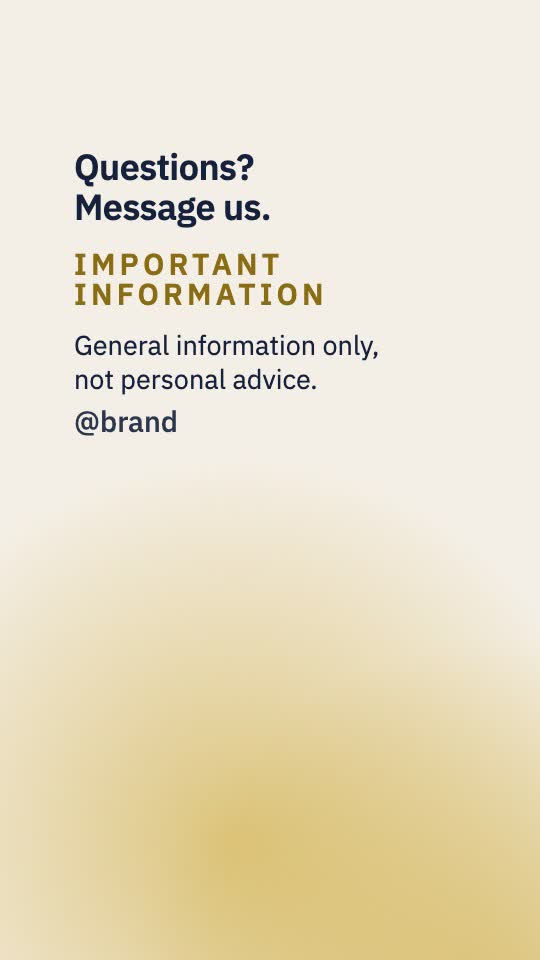 Questions?
Message us.
IMPORTANT
INFORMATION
General information only,
not personal advice.
@brand